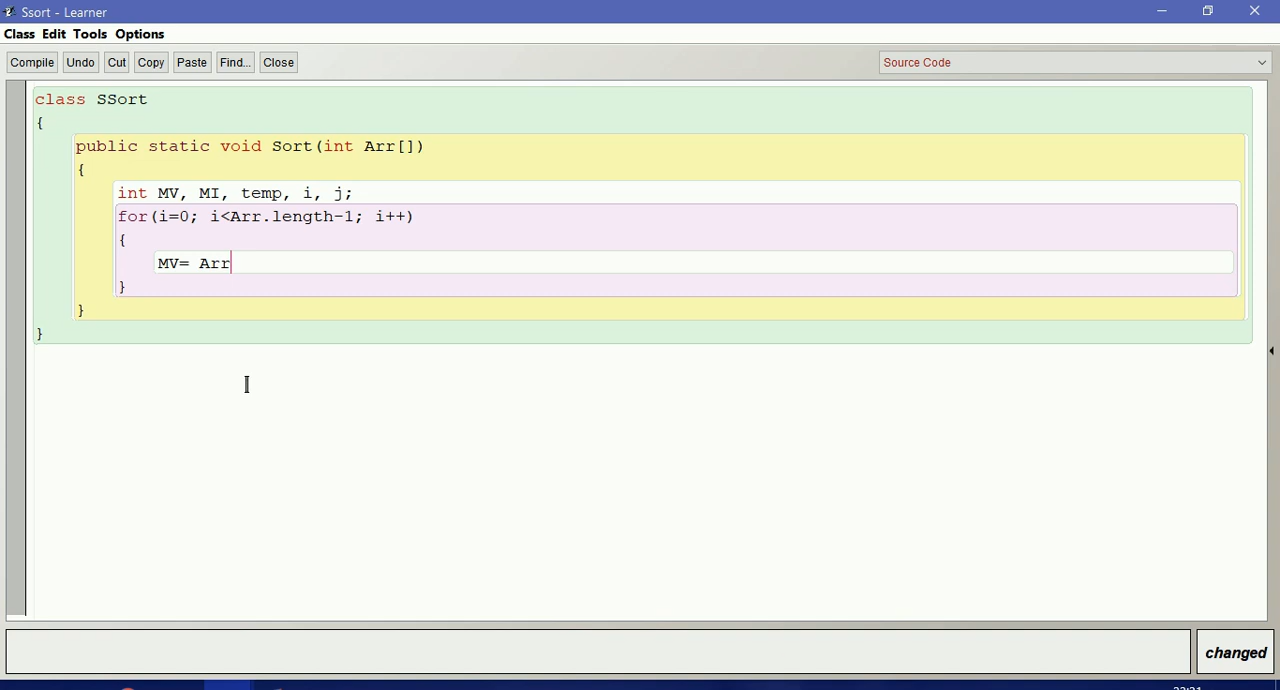 Ssort - Learner
Class Edit Tools Options
Compile Undo Cut Copy Paste Find... Close Source Code
class SSort
{
public static void Sort(int Arr[])
{
int MV, MI, temp, i, j;
for(i=0; i<Arr.length-1; i++)
{
MV= Arr
}
}
}
changed